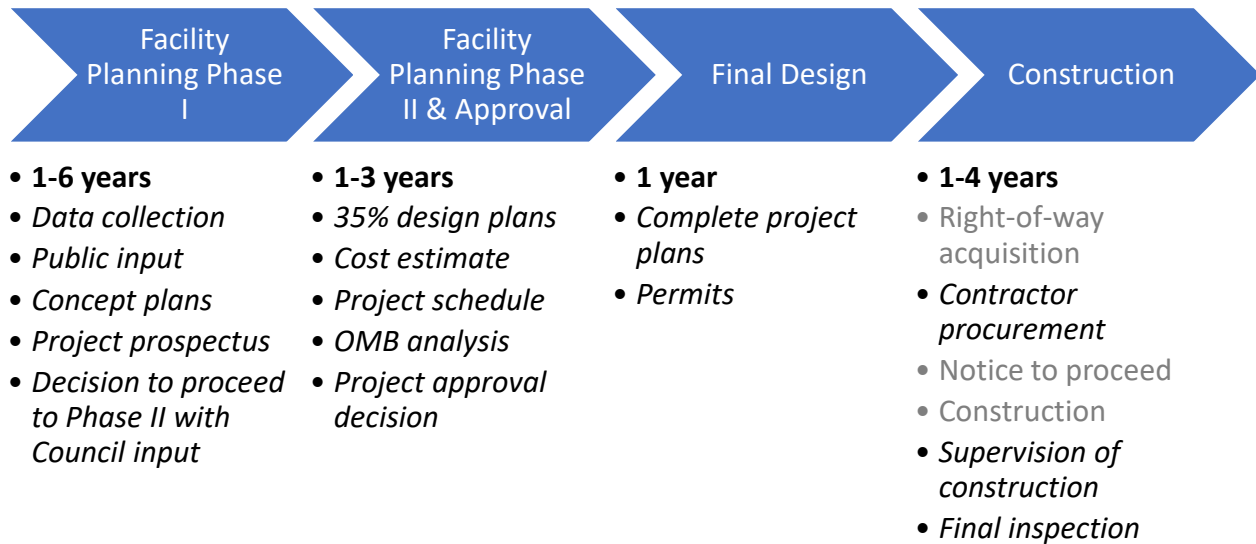 Facility
Planning Phase
I
Facility
Planning Phase
II & Approval
Final Design
Construction
• 1-6 years
• Data collection
• Public input
• Concept plans
• Project prospectus
• Decision to proceed
to Phase II with
Council input
• 1-3 years
• 35% design plans
• Cost estimate
• Project schedule
• OMB analysis
• Project approval
decision
• 1 year
• Complete project
plans
• Permits
• 1-4 years
• Right-of-way
acquisition
• Contractor
procurement
• Notice to proceed
• Construction
• Supervision of
construction
• Final inspection